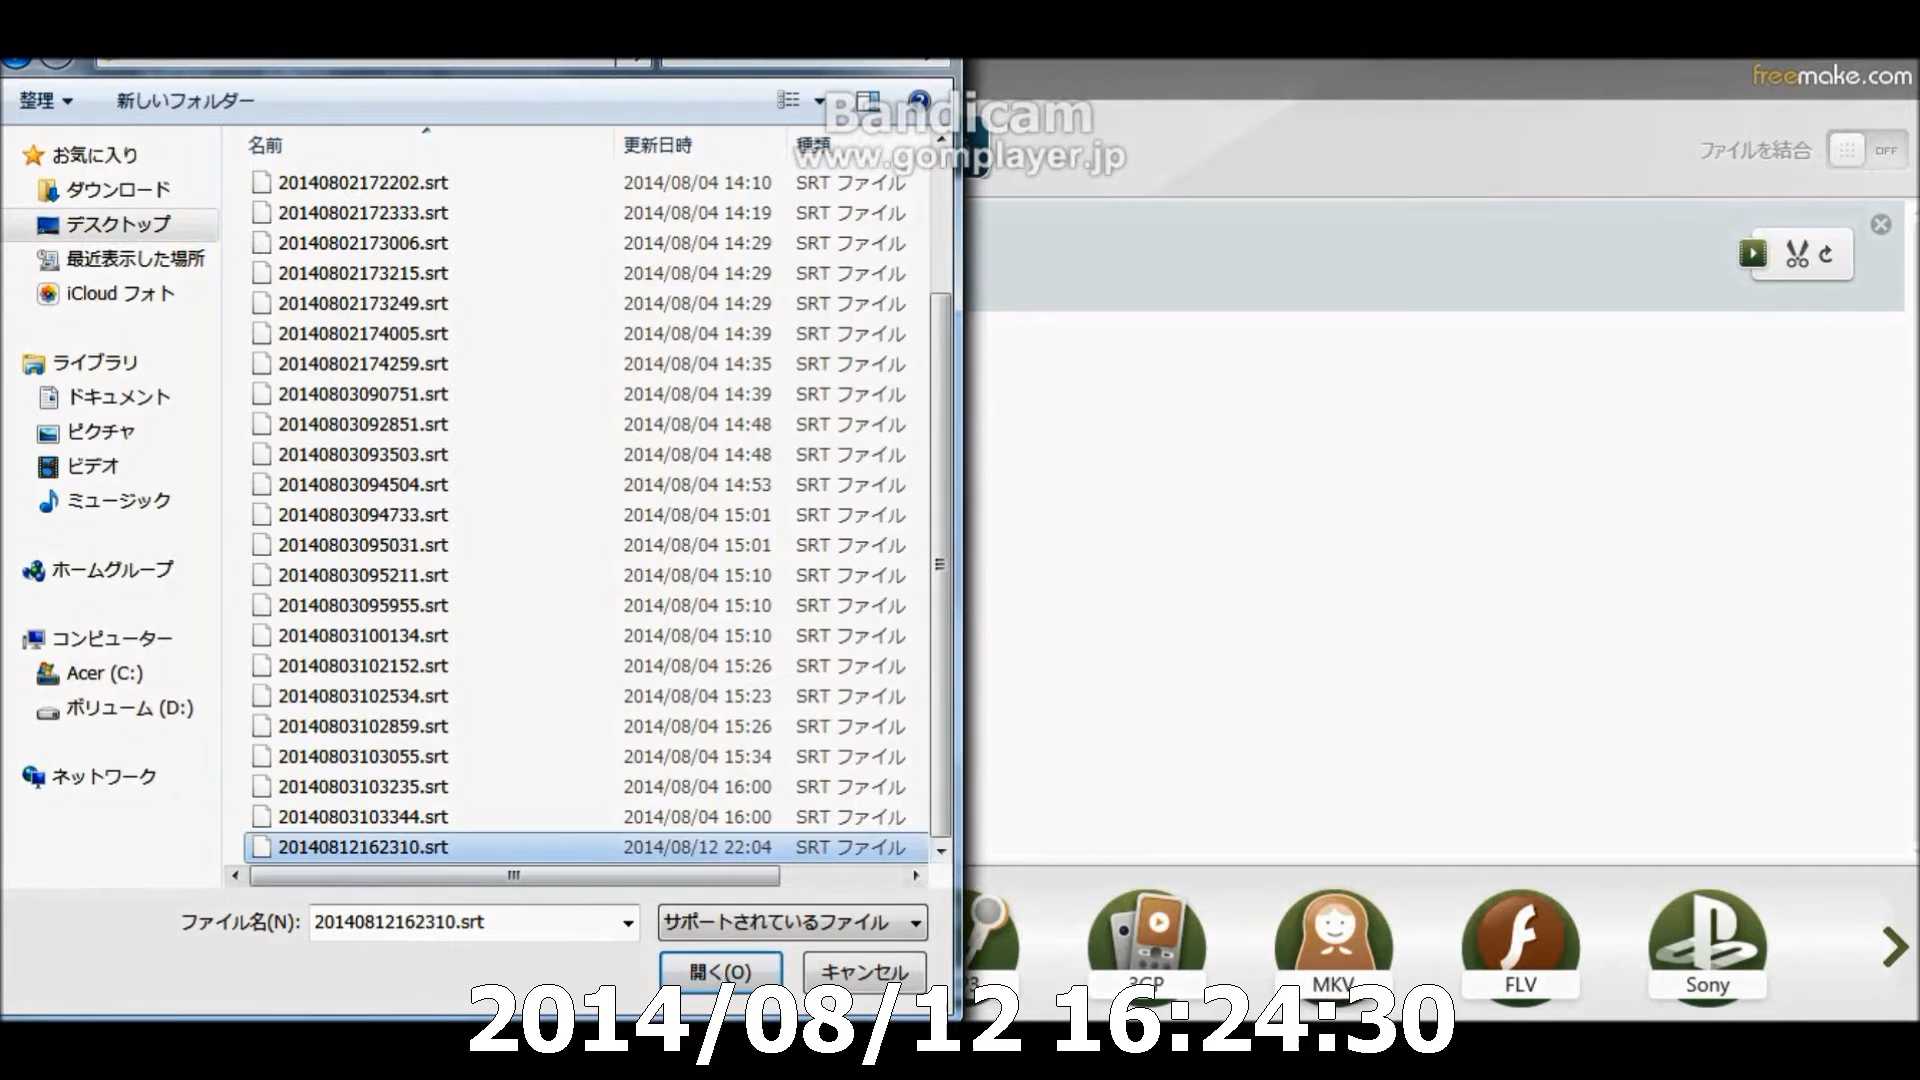 freemake.com
整理
新しいフォルダー
Bandicam
www.gomplayer.jp
ファイルを結合
OFF
お気に入り
ダウンロード
デスクトップ
最近表示した場所
iCloud フォト
ライブラリ
ドキュメント
ピクチャ
ビデオ
ミュージック
ホームグループ
コンピューター
Acer (C:)
ボリューム (D:)
ネットワーク
名前 更新日時 種類
20140802172202.srt 2014/08/04 14:10 SRT ファイル
20140802172333.srt 2014/08/04 14:19 SRT ファイル
20140802173006.srt 2014/08/04 14:29 SRT ファイル
20140802173215.srt 2014/08/04 14:29 SRT ファイル
20140802173249.srt 2014/08/04 14:29 SRT ファイル
20140802174005.srt 2014/08/04 14:39 SRT ファイル
20140802174259.srt 2014/08/04 14:35 SRT ファイル
20140803090751.srt 2014/08/04 14:39 SRT ファイル
20140803092851.srt 2014/08/04 14:48 SRT ファイル
20140803093503.srt 2014/08/04 14:48 SRT ファイル
20140803094504.srt 2014/08/04 14:53 SRT ファイル
20140803094733.srt 2014/08/04 15:01 SRT ファイル
20140803095031.srt 2014/08/04 15:01 SRT ファイル
20140803095211.srt 2014/08/04 15:10 SRT ファイル
20140803095955.srt 2014/08/04 15:10 SRT ファイル
20140803100134.srt 2014/08/04 15:10 SRT ファイル
20140803102152.srt 2014/08/04 15:26 SRT ファイル
20140803102534.srt 2014/08/04 15:23 SRT ファイル
20140803102859.srt 2014/08/04 15:26 SRT ファイル
20140803103055.srt 2014/08/04 15:34 SRT ファイル
20140803103235.srt 2014/08/04 16:00 SRT ファイル
20140803103344.srt 2014/08/04 16:00 SRT ファイル
20140812162310.srt 2014/08/12 22:04 SRT ファイル
ファイル名(N): 20140812162310.srt サポートされているファイル
開く(O) キャンセル
3GP MKV FLV Sony
2014/08/12 16:24:30